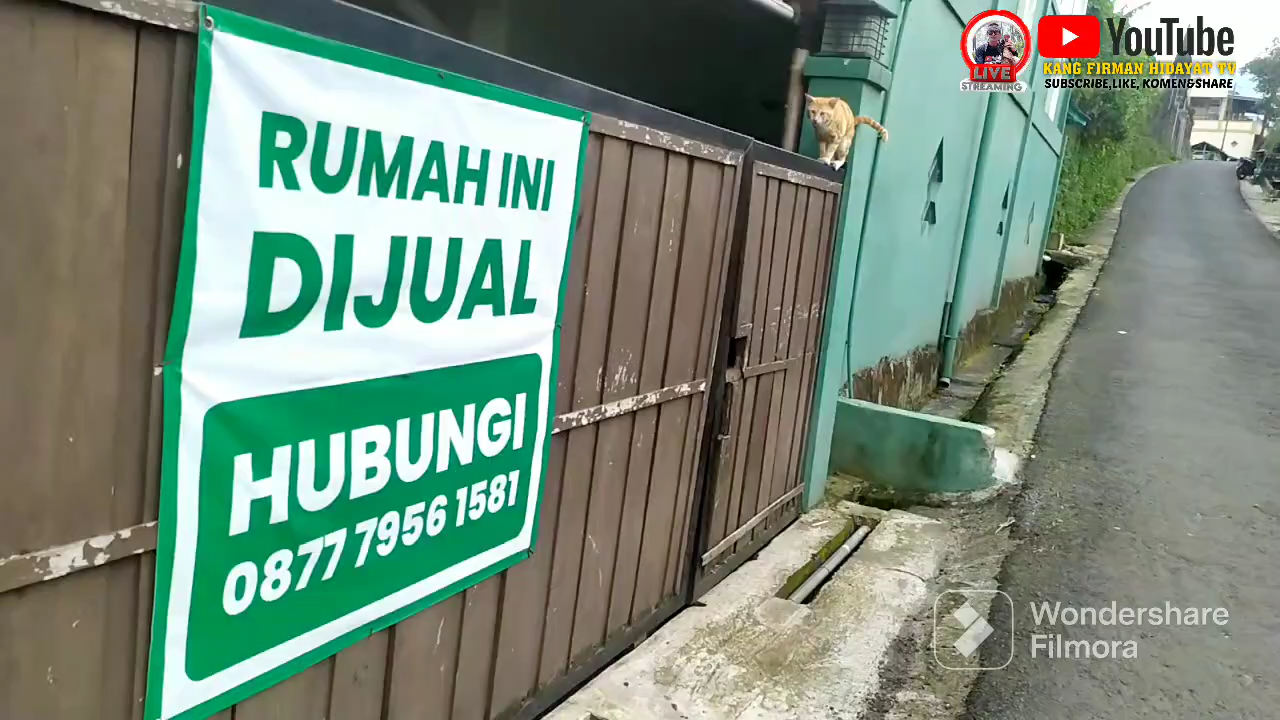 RUMAH INI
DIJUAL
HUBUNGI
0877 7956 1581
LIVE
STREAMING
YouTube
KANG FIRMAN HIDAYAT TV
SUBSCRIBE,LIKE, KOMEN&SHARE
Wondershare
Filmora